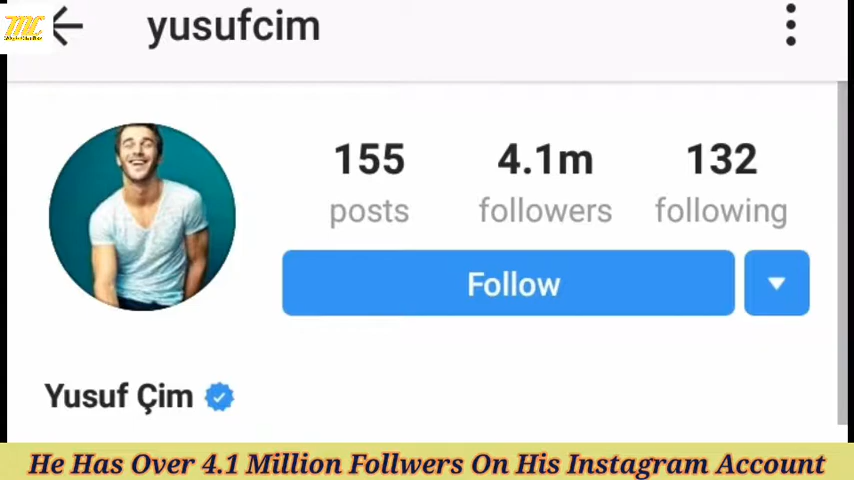 yusufcim
155 4.1m 132
posts followers following
Follow
Yusuf Çim
He Has Over 4.1 Million Follwers On His Instagram Account